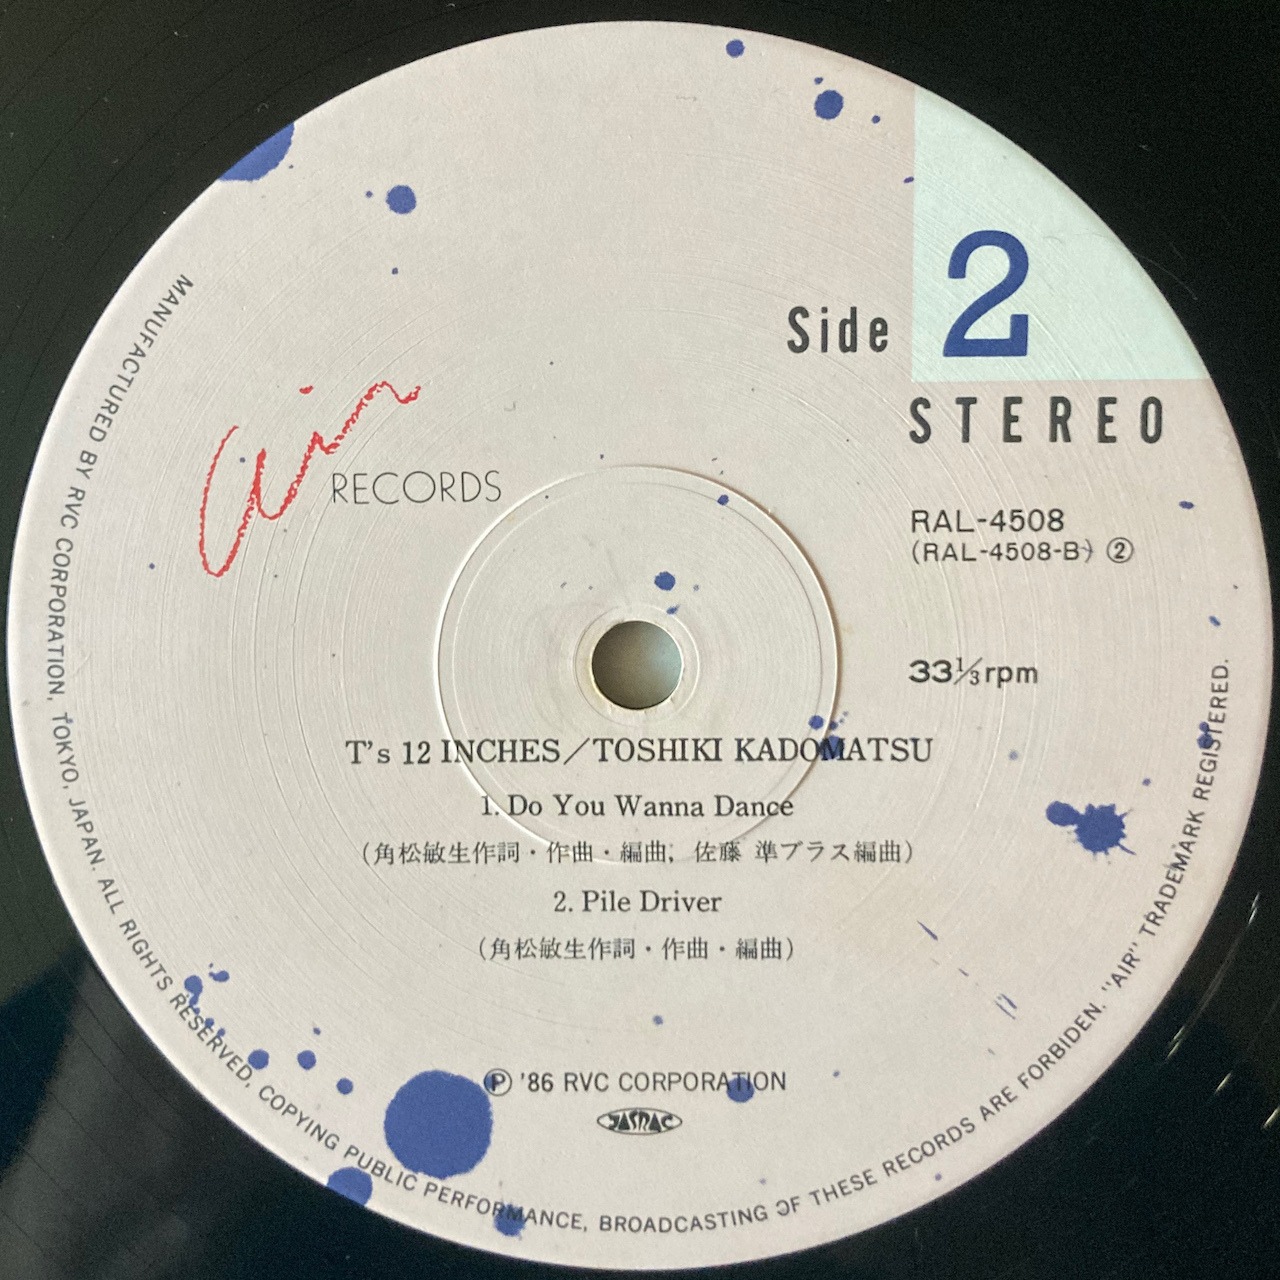 Side 2
STEREO
air
RECORDS
RAL-4508
(RAL-4508-B) ②
33⅓rpm
T's 12 INCHES／TOSHIKI KADOMATSU
1. Do You Wanna Dance
(角松敏生作詞・作曲・編曲, 佐藤 準ブラス編曲)
2. Pile Driver
(角松敏生作詞・作曲・編曲)
Ⓟ '86 RVC CORPORATION
JASRAC
MANUFACTURED BY RVC CORPORATION, TOKYO, JAPAN. ALL RIGHTS RESERVED, COPYING PUBLIC PERFORMANCE, BROADCASTING OF THESE RECORDS ARE FORBIDEN. "AIR" TRADEMARK REGISTERED.